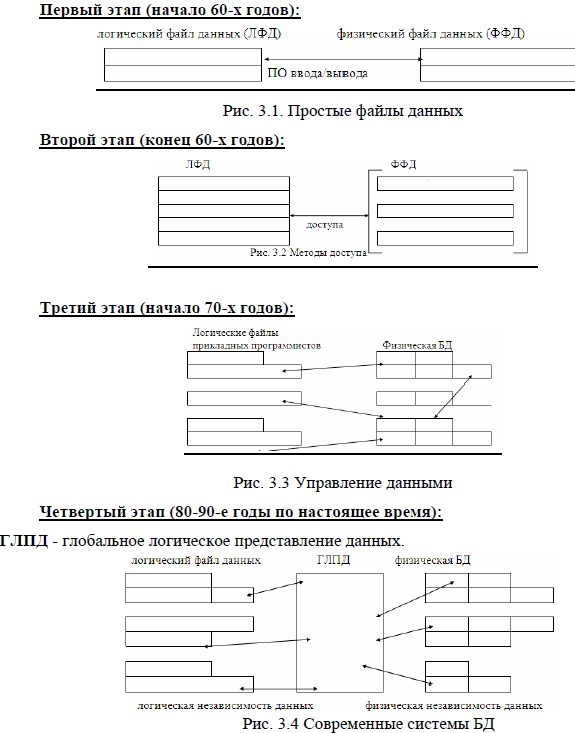 Первый этап (начало 60-х годов):
логический файл данных (ЛФД) физический файл данных (ФФД)
ПО ввода/вывода
Рис. 3.1. Простые файлы данных
Второй этап (конец 60-х годов):
ЛФД ФФД
доступа
Рис. 3.2 Методы доступа
Третий этап (начало 70-х годов):
Логические файлы
прикладных программистов Физическая БД
Рис. 3.3 Управление данными
Четвертый этап (80-90-е годы по настоящее время):
ГЛПД - глобальное логическое представление данных.
логический файл данных ГЛПД физическая БД
логическая независимость данных физическая независимость данных
Рис. 3.4 Современные системы БД